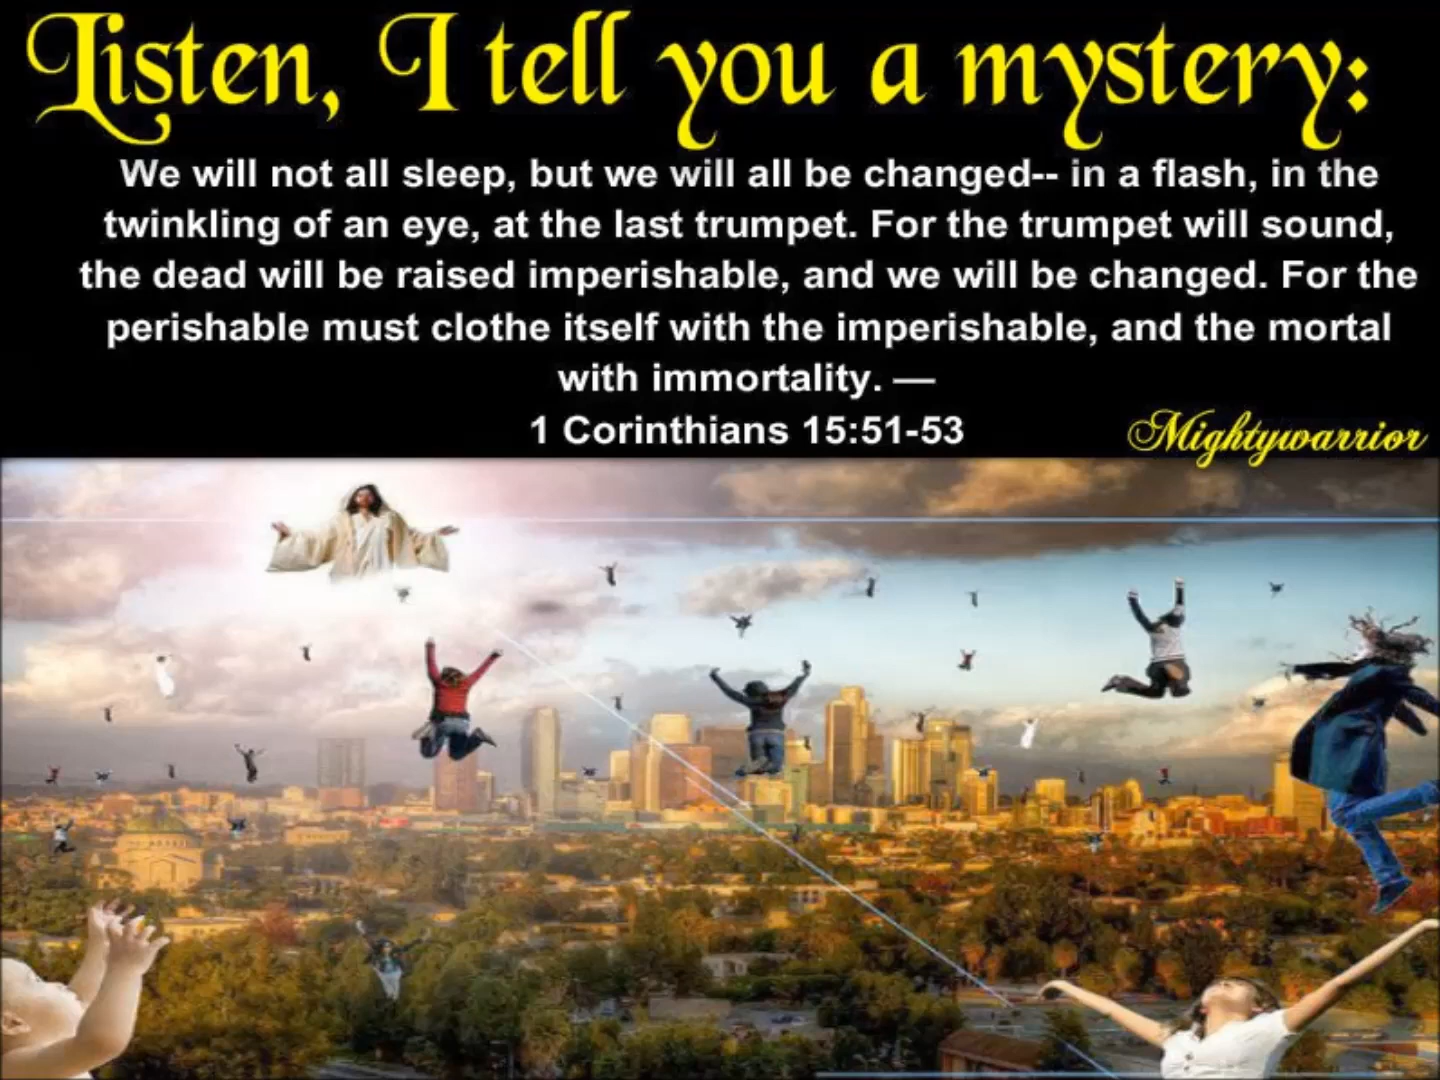 Listen, I tell you a mystery:
We will not all sleep, but we will all be changed-- in a flash, in the
twinkling of an eye, at the last trumpet. For the trumpet will sound,
the dead will be raised imperishable, and we will be changed. For the
perishable must clothe itself with the imperishable, and the mortal
with immortality. —
1 Corinthians 15:51-53
Mightywarrior